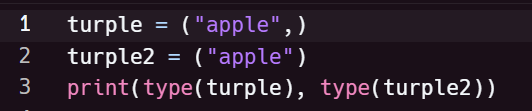 1 turple = ("apple",)
2 turple2 = ("apple")
3 print(type(turple), type(turple2))